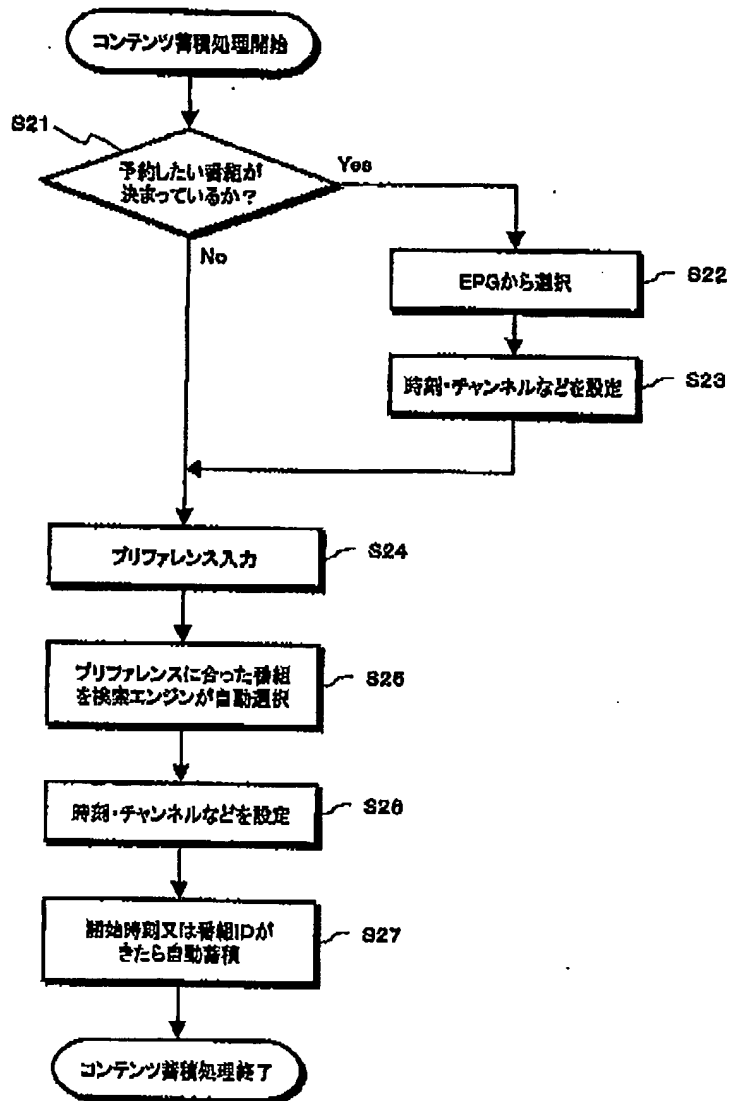 コンテンツ蓄積処理開始
S21
予約したい番組が
決まっているか？
Yes
No
EPGから選択
S22
時刻・チャンネルなどを設定
S23
プリファレンス入力
S24
プリファレンスに合った番組
を検索エンジンが自動選択
S25
時刻・チャンネルなどを設定
S26
開始時刻又は番組IDが
きたら自動蓄積
S27
コンテンツ蓄積処理終了